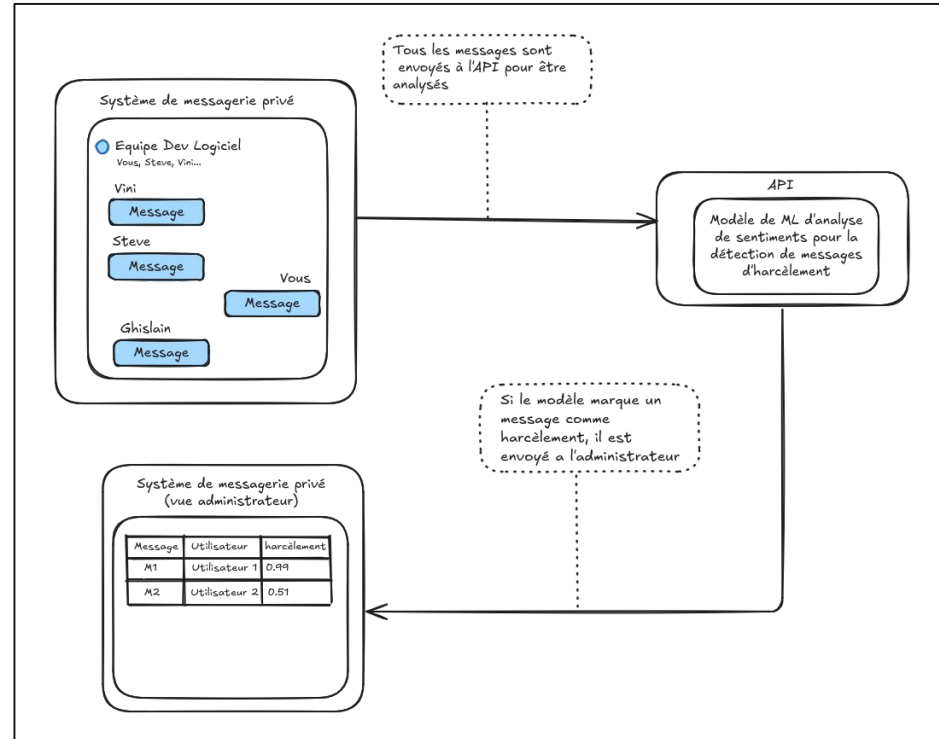 Tous les messages sont
envoyés à l'API pour être
analysés
Système de messagerie privé
Equipe Dev Logiciel
Vous, Steve, Vini...
Vini
Message
Steve
Message
Vous
Message
Ghislain
Message
API
Modèle de ML d'analyse
de sentiments pour la
détection de messages
d'harcèlement
Si le modèle marque un
message comme
harcèlement, il est
envoyé a l'administrateur
Système de messagerie privé
(vue administrateur)
Message Utilisateur harcèlement
M1 Utilisateur 1 0.99
M2 Utilisateur 2 0.51